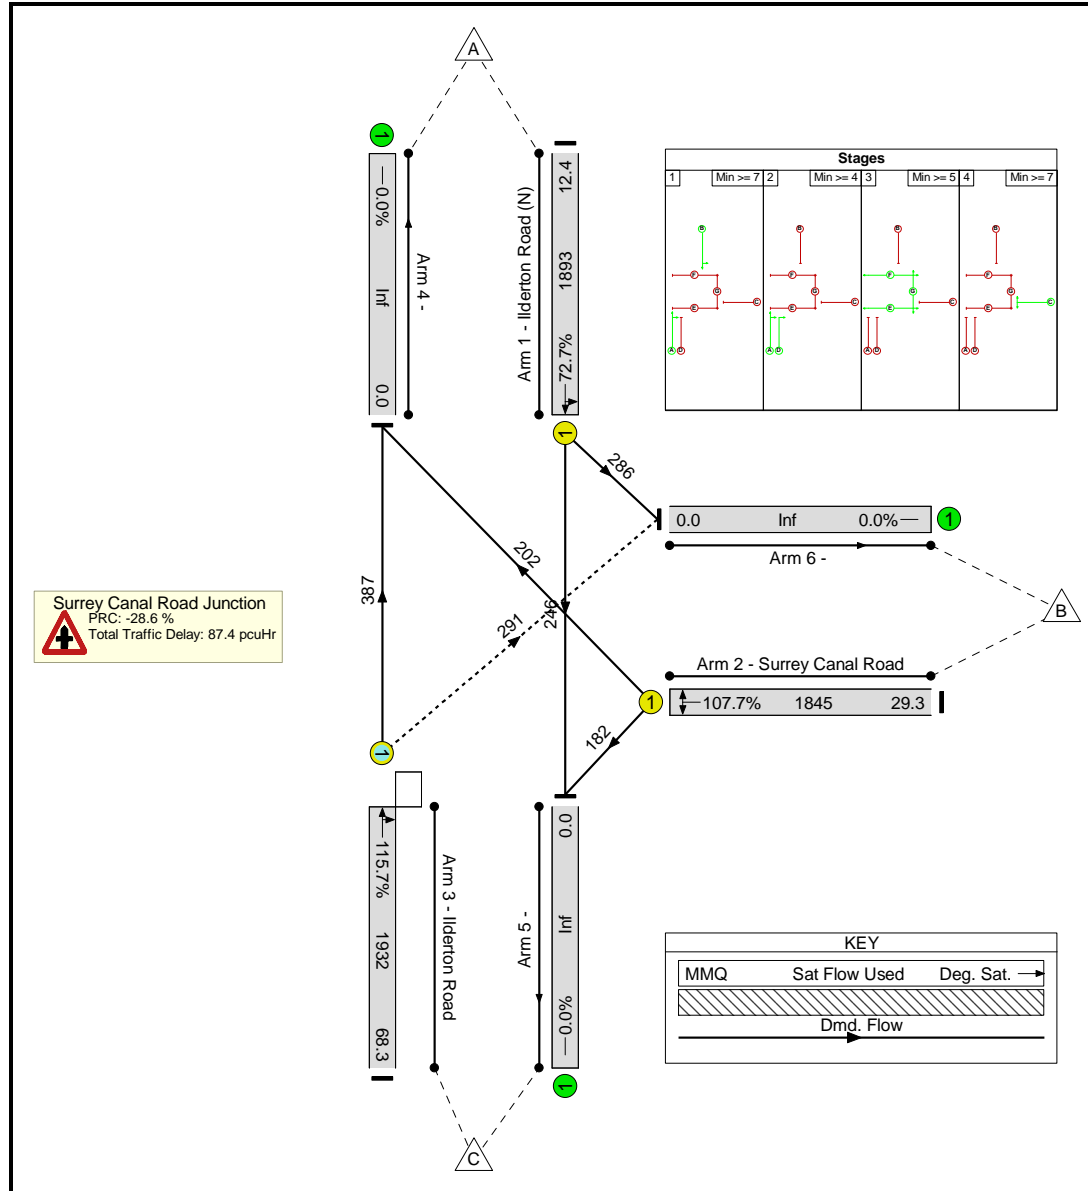 A
1
0.0%
Inf
0.0
Arm 4 -
Arm 1 - Ilderton Road (N)
12.4
1893
72.7%
1
Stages
1
Min >= 7
2
Min >= 4
3
Min >= 5
4
Min >= 7
B
F
G
E
C
A
D
B
F
G
E
C
A
D
B
F
G
E
C
A
D
B
F
G
E
C
A
D
286
0.0 Inf 0.0%
1
Arm 6 -
202
387
246
291
B
Surrey Canal Road Junction
PRC: -28.6 %
Total Traffic Delay: 87.4 pcuHr
Arm 2 - Surrey Canal Road
1
107.7% 1845 29.3
182
1
115.7%
1932
68.3
Arm 3 - Ilderton Road
Arm 5 -
0.0
Inf
0.0%
1
KEY
MMQ Sat Flow Used Deg. Sat.
Dmd. Flow
C